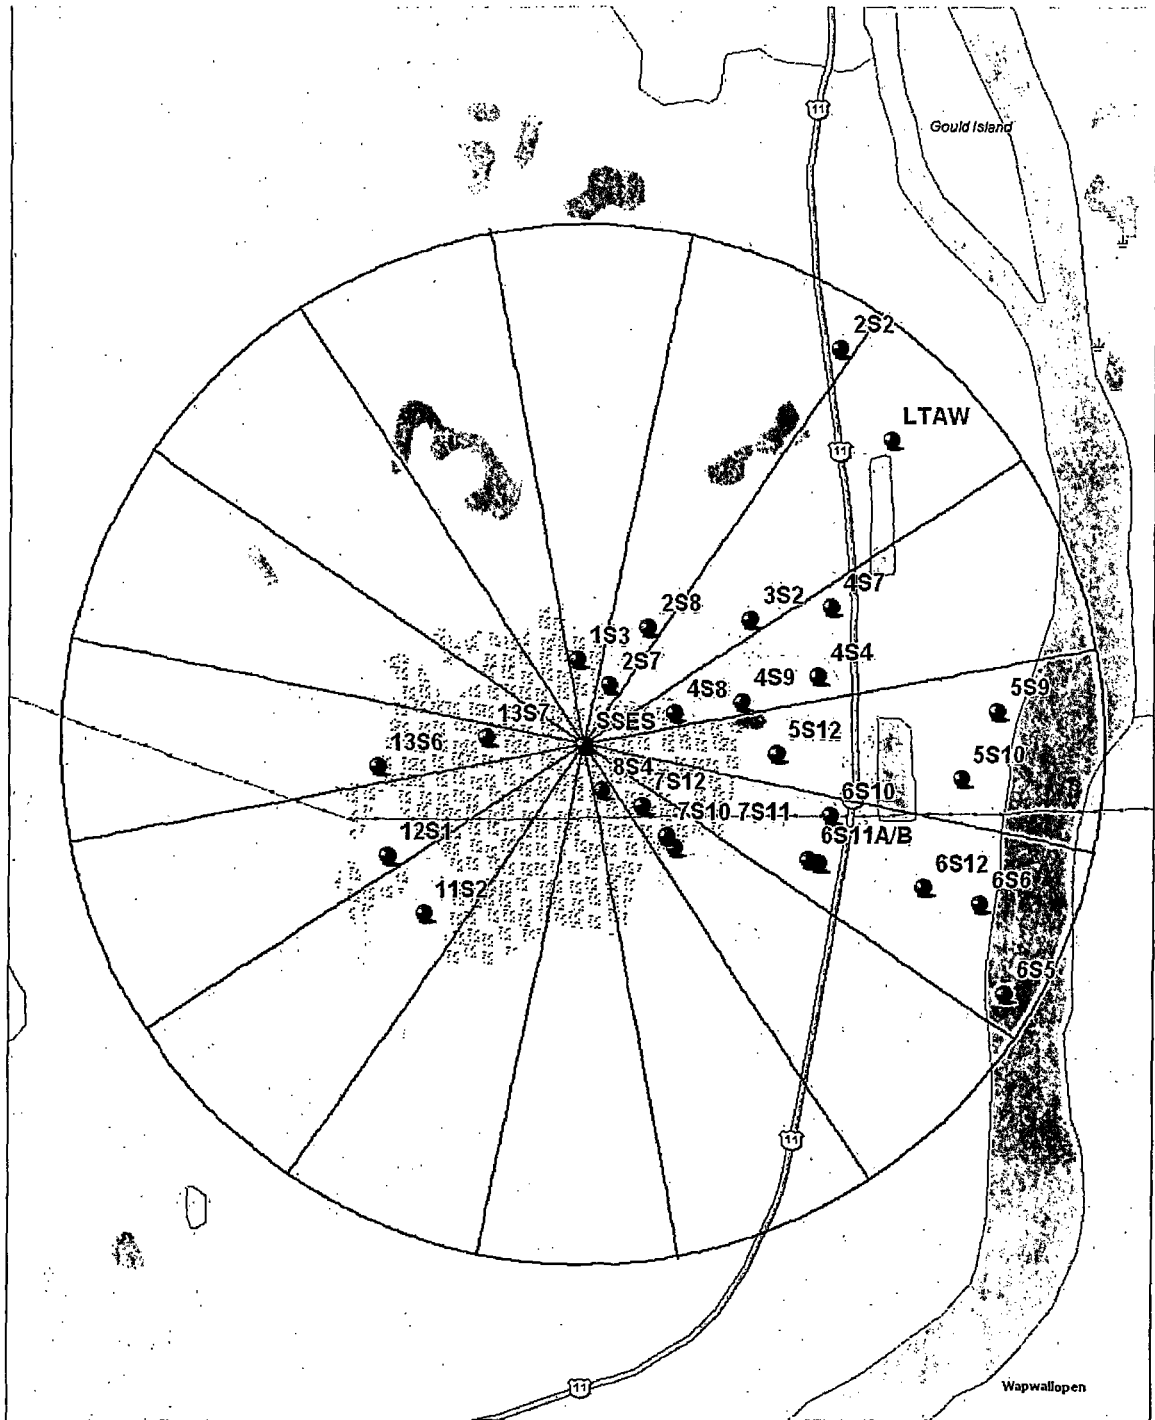 11
Gould Island
2S2
LTAW
11
4S7
3S2
2S8
1S3
2S7
4S4
4S9
4S8
5S9
SSES
13S7
5S12
13S6
5S10
8S4
7S12
6S10
7S10
7S11
12S1
6S11A/B
6S12
6S6
11S2
6S5
11
11
Wapwallopen